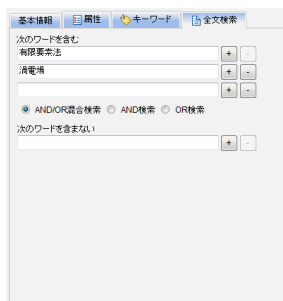 基本情報 属性 キーワード 全文検索
次のワードを含む
有限要素法 + -
渦電場 + -
+ -
AND/OR混合検索 AND検索 OR検索
次のワードを含まない
+ -